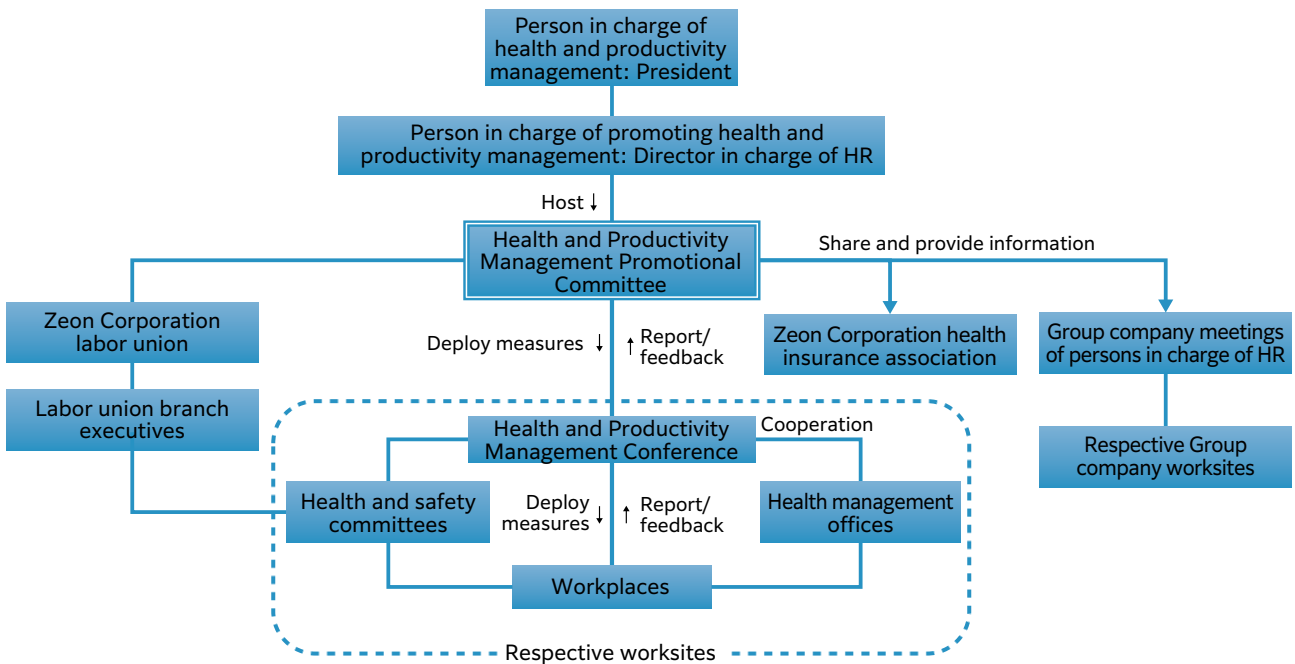 Person in charge of
health and productivity
management: President
Person in charge of promoting health and
productivity management: Director in charge of HR
Host ↓
Health and Productivity
Management Promotional
Committee
Share and provide information
Zeon Corporation
labor union
Deploy measures ↓
↑ Report/
feedback
Zeon Corporation health
insurance association
Group company meetings
of persons in charge of HR
Labor union branch
executives
Health and Productivity
Management Conference
Cooperation
Respective Group
company worksites
Health and safety
committees
Deploy
measures ↓
↑ Report/
feedback
Health management
offices
Workplaces
Respective worksites